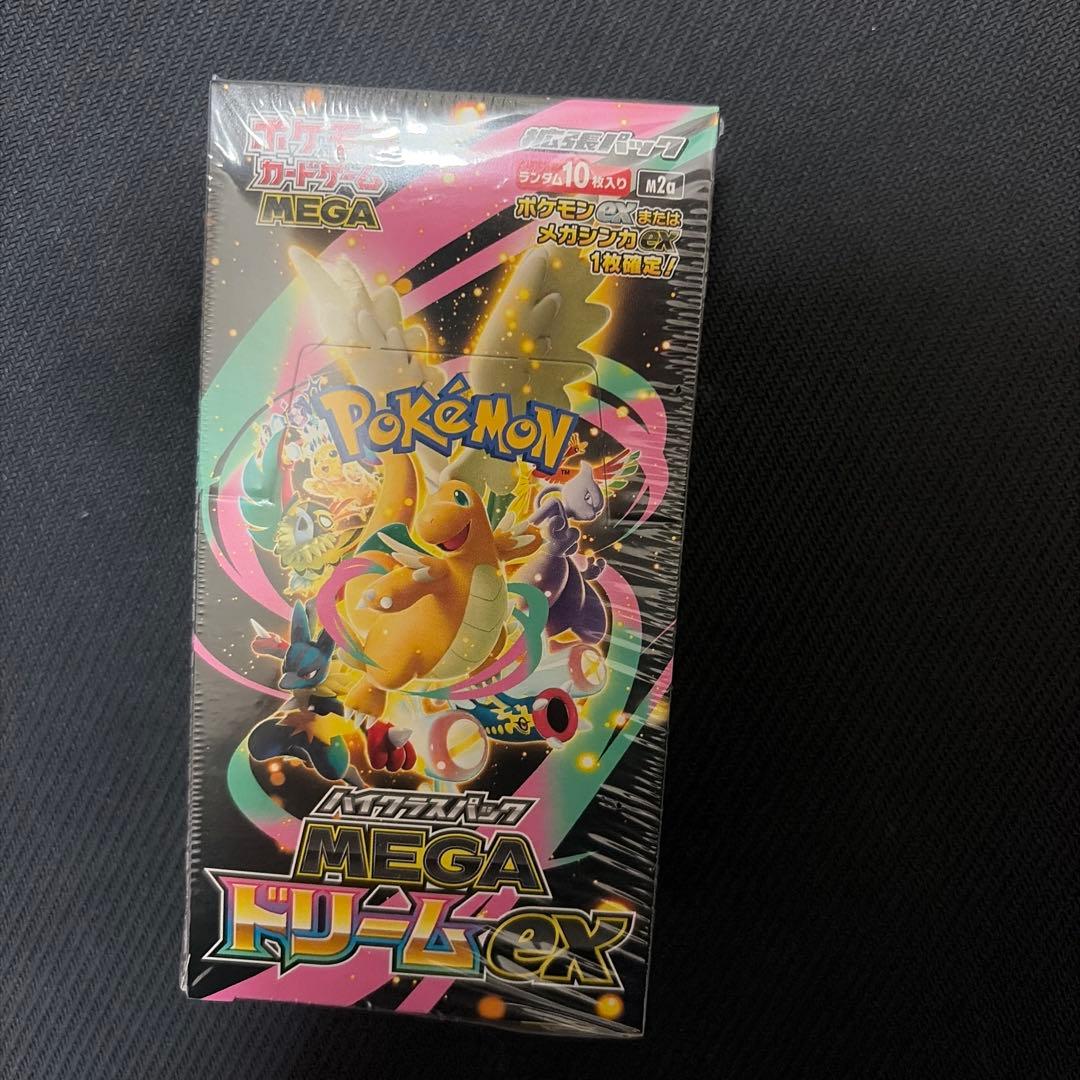 ポケモン
カードゲーム
MEGA
拡張パック
ランダム10枚入り
M2a
ポケモンexまたは
メガシンカex
1枚確定!
POKéMON
TM
ハイクラスパック
MEGA
ドリームex